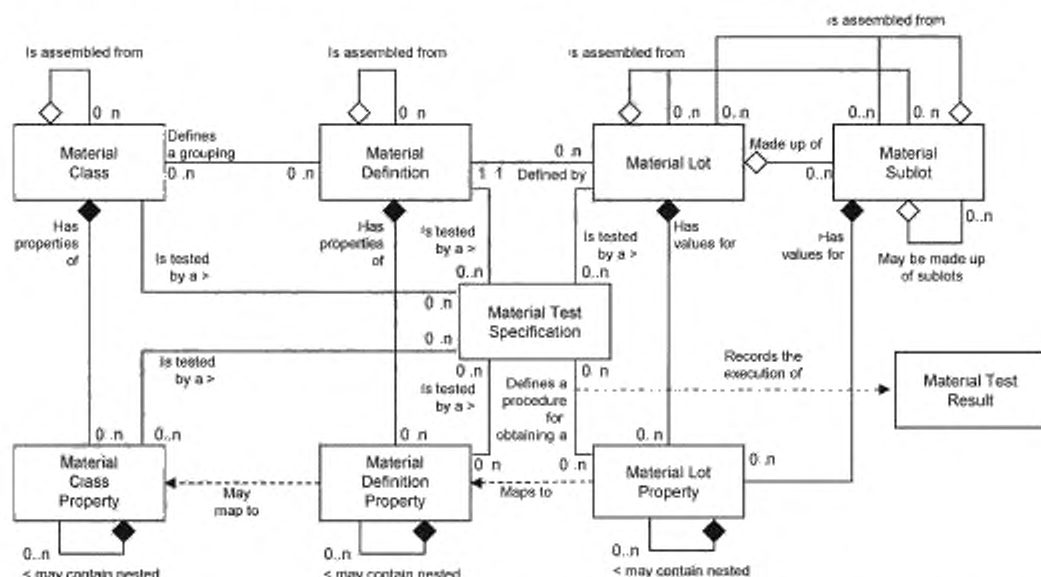 is assembled from
Is assembled from
Is assembled from
is assembled from
0 n
0 n
0 n
0..n
0..n
0 n
Material
Class
Defines
a grouping
0..n
0 n
Material
Definition
1 1
0 n
Defined by
Material Lot
Made up of
0..n
Material
Sublot
Has
properties
of
Is tested
by a >
Has
properties
of
Is tested
by a >
0..n
Is tested
by a >
0..n
Has
values for
Has
values for
0..n
May be made up
of sublots
0 n
Material Test
Specification
0 n
Is tested
by a >
0..n
Is tested
by a >
Defines a
procedure
for
obtaining a
0 n
Records the
execution of
Material Test
Result
0 n
0..n
0 n
0 n
0..n
0. n
0 n
Material
Class
Property
May
map to
Material
Definition
Property
Maps to
Material Lot
Property
0..n
0..n
0..n
< may contain nested
< may contain nested
< may contain nested